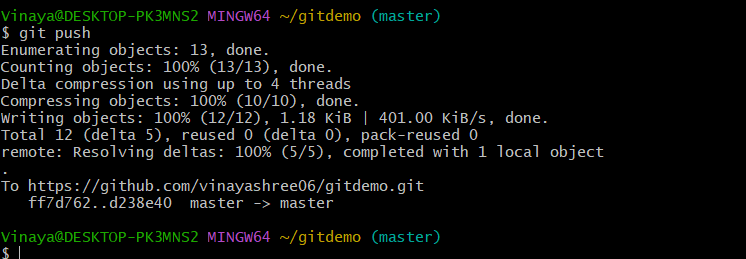 Vinaya@DESKTOP-PK3MNS2 MINGW64 ~/gitdemo (master)
$ git push
Enumerating objects: 13, done.
Counting objects: 100% (13/13), done.
Delta compression using up to 4 threads
Compressing objects: 100% (10/10), done.
Writing objects: 100% (12/12), 1.18 KiB | 401.00 KiB/s, done.
Total 12 (delta 5), reused 0 (delta 0), pack-reused 0
remote: Resolving deltas: 100% (5/5), completed with 1 local object
.
To https://github.com/vinayashree06/gitdemo.git
   ff7d762..d238e40  master -> master

Vinaya@DESKTOP-PK3MNS2 MINGW64 ~/gitdemo (master)
$